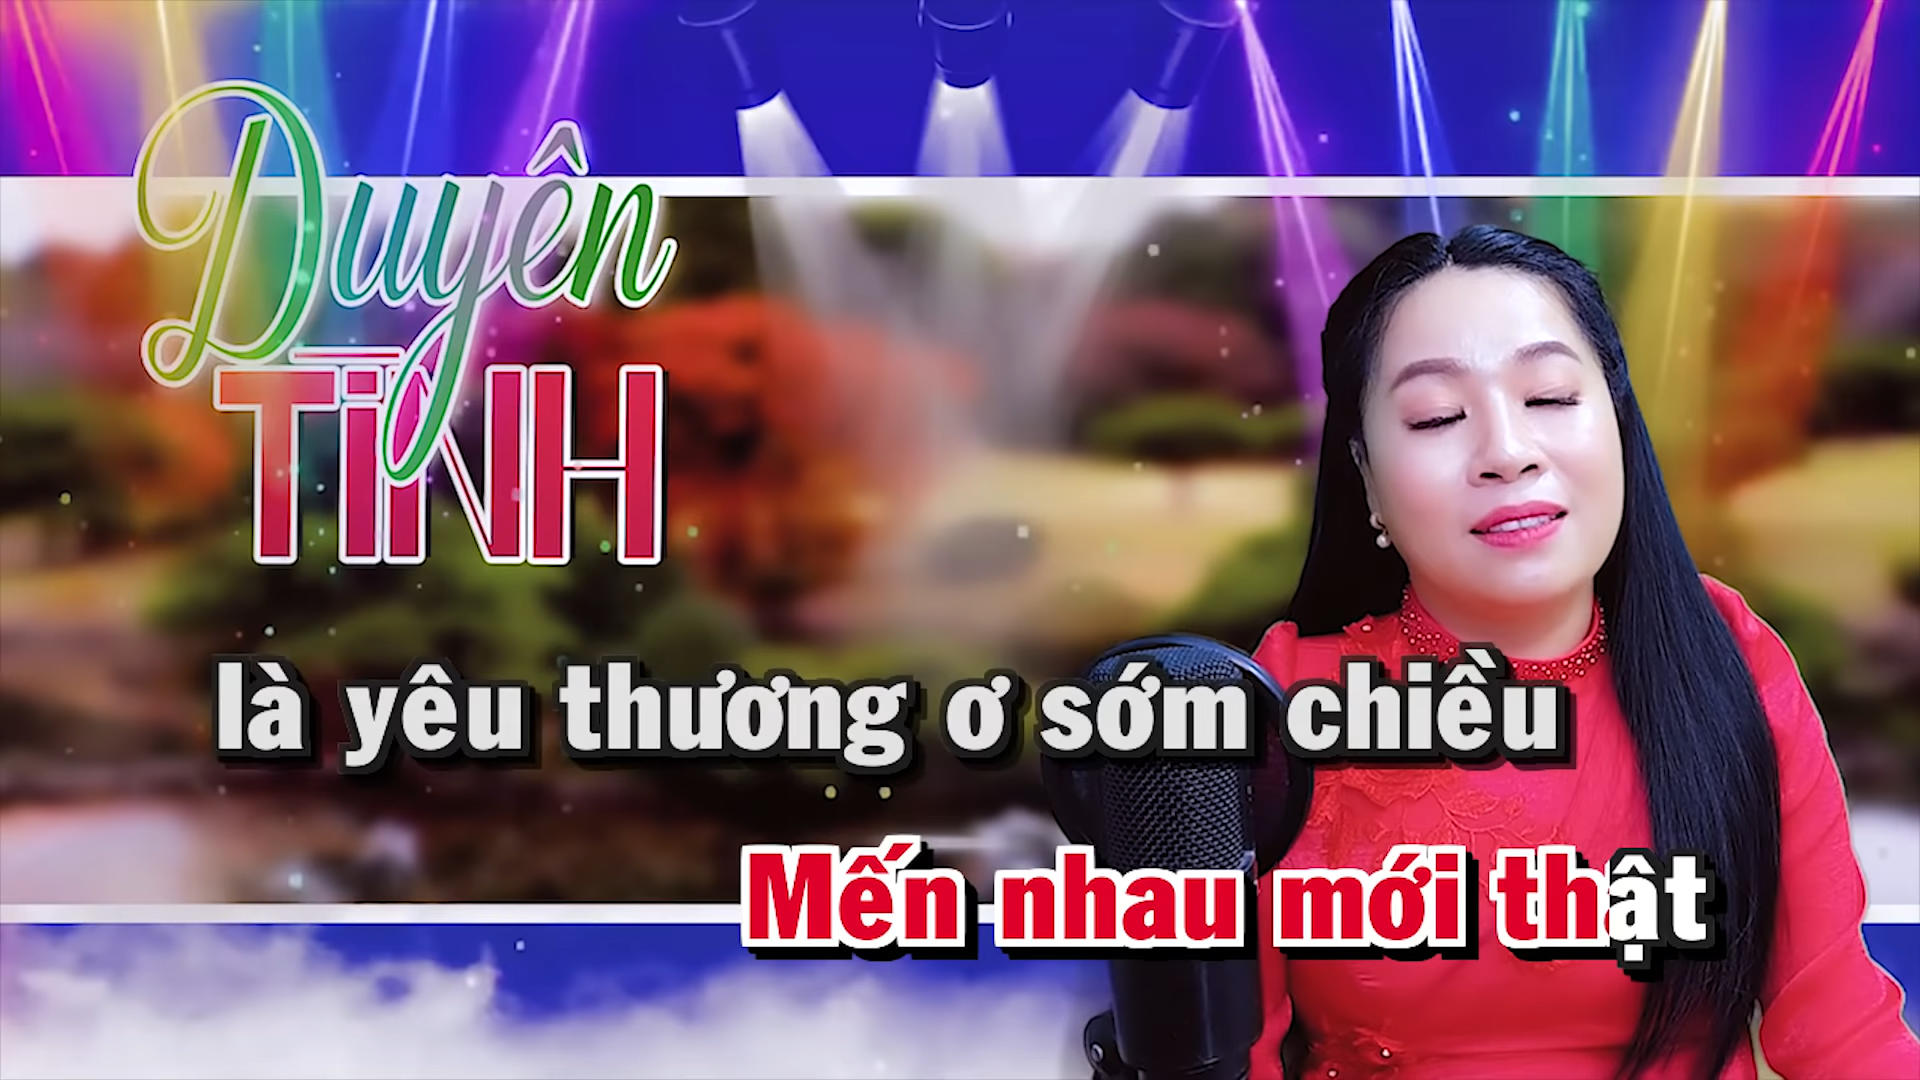 Duyên
TÌNH
là yêu thương ơ sớm chiều
Mến nhau mới thật